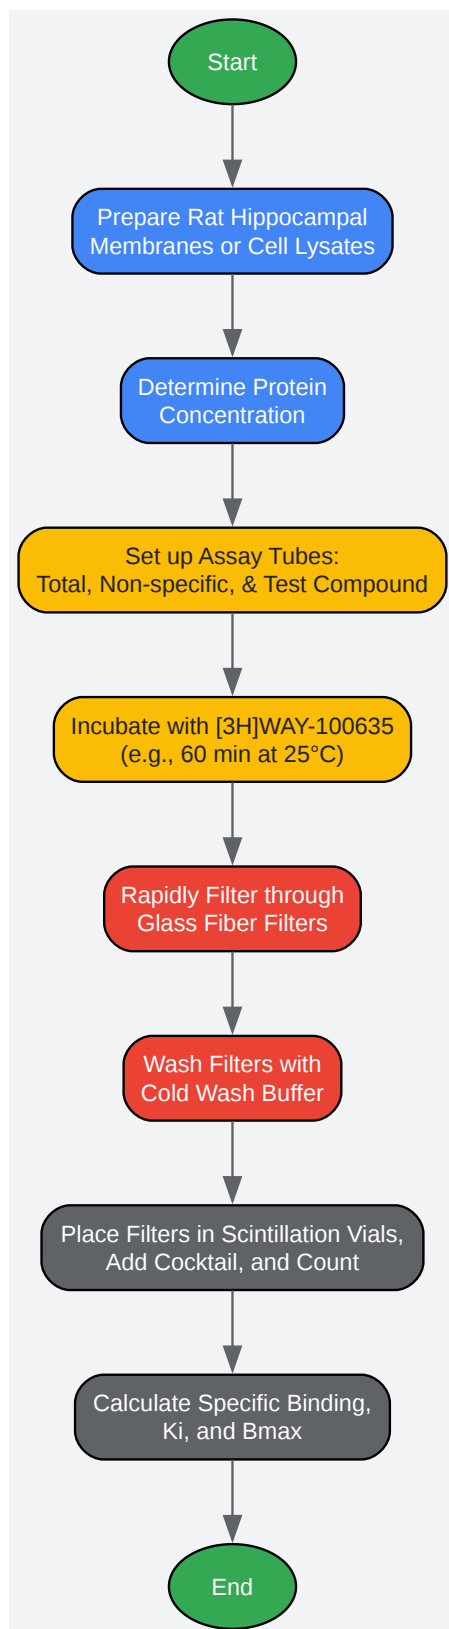 Start
Prepare Rat Hippocampal
Membranes or Cell Lysates
Determine Protein
Concentration
Set up Assay Tubes:
Total, Non-specific, & Test Compound
Incubate with [3H]WAY-100635
(e.g., 60 min at 25°C)
Rapidly Filter through
Glass Fiber Filters
Wash Filters with
Cold Wash Buffer
Place Filters in Scintillation Vials,
Add Cocktail, and Count
Calculate Specific Binding,
Ki, and Bmax
End